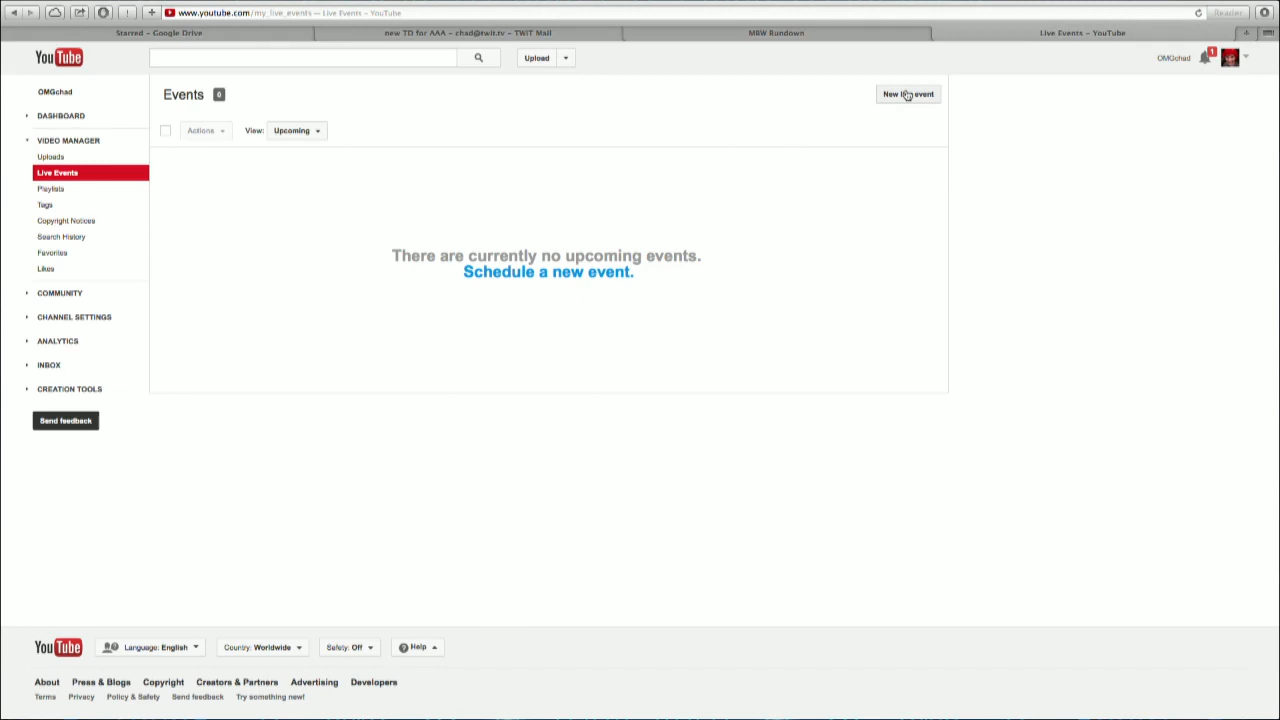 www.youtube.com/my_live_events — Live Events – YouTube
Reader
Starred – Google Drive
new TD for AAA – chad@twit.tv – TWiT Mail
MBW Rundown
Live Events – YouTube
YouTube
Upload
OMGchad
1
OMGchad
Events 0
New event
DASHBOARD
Actions
View: Upcoming
VIDEO MANAGER
Uploads
Live Events
Playlists
Tags
Copyright Notices
Search History
Favorites
Likes
There are currently no upcoming events.
Schedule a new event.
COMMUNITY
CHANNEL SETTINGS
ANALYTICS
INBOX
CREATION TOOLS
Send feedback
YouTube
Language: English
Country: Worldwide
Safety: Off
Help
About Press & Blogs Copyright Creators & Partners Advertising Developers
Terms Privacy Policy & Safety Send feedback Try something new!